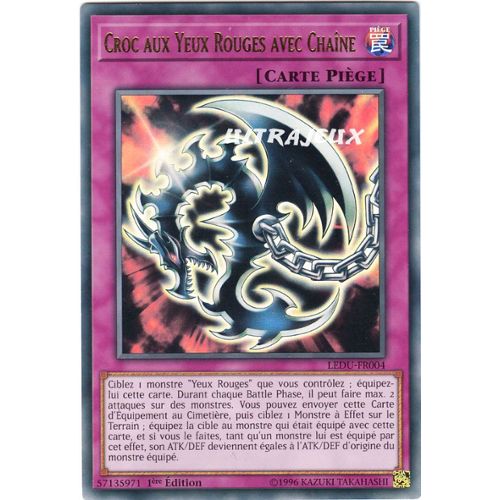 Croc aux Yeux Rouges avec Chaîne
PIÈGE
罠
[Carte Piège]
ULTRAJEUX
LEDU-FR004
Ciblez 1 monstre "Yeux Rouges" que vous contrôlez ; équipez-
lui cette carte. Durant chaque Battle Phase, il peut faire max. 2
attaques sur des monstres. Vous pouvez envoyer cette Carte
d'Équipement au Cimetière, puis ciblez 1 Monstre à Effet sur le
Terrain ; équipez la cible au monstre qui était équipé avec cette
carte, et si vous le faites, tant qu'un monstre lui est équipé par
cet effet, son ATK/DEF deviennent égales à l'ATK/DEF d'origine du
monstre équipé.
57135971 1ère Édition ©1996 KAZUKI TAKAHASHI